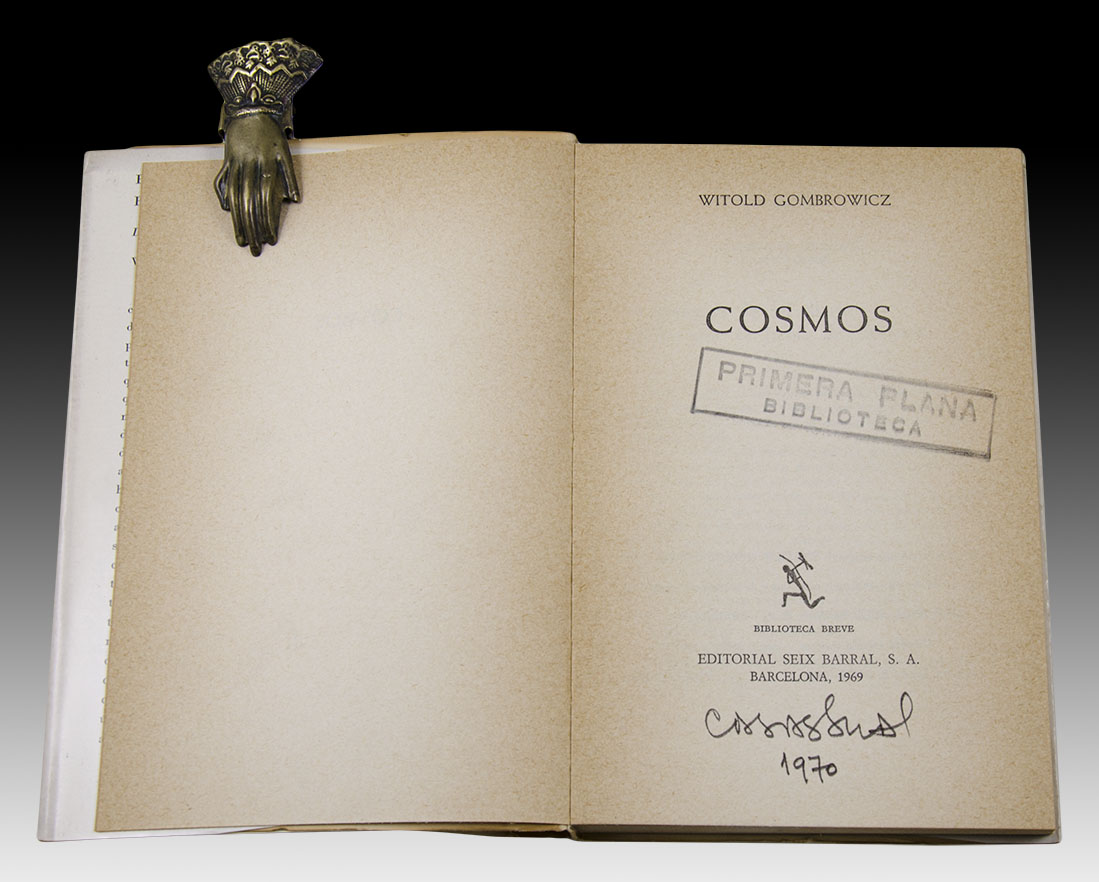 WITOLD GOMBROWICZ
COSMOS
PRIMERA PLANA
BIBLIOTECA
BIBLIOTECA BREVE
EDITORIAL SEIX BARRAL, S. A.
BARCELONA, 1969
1970